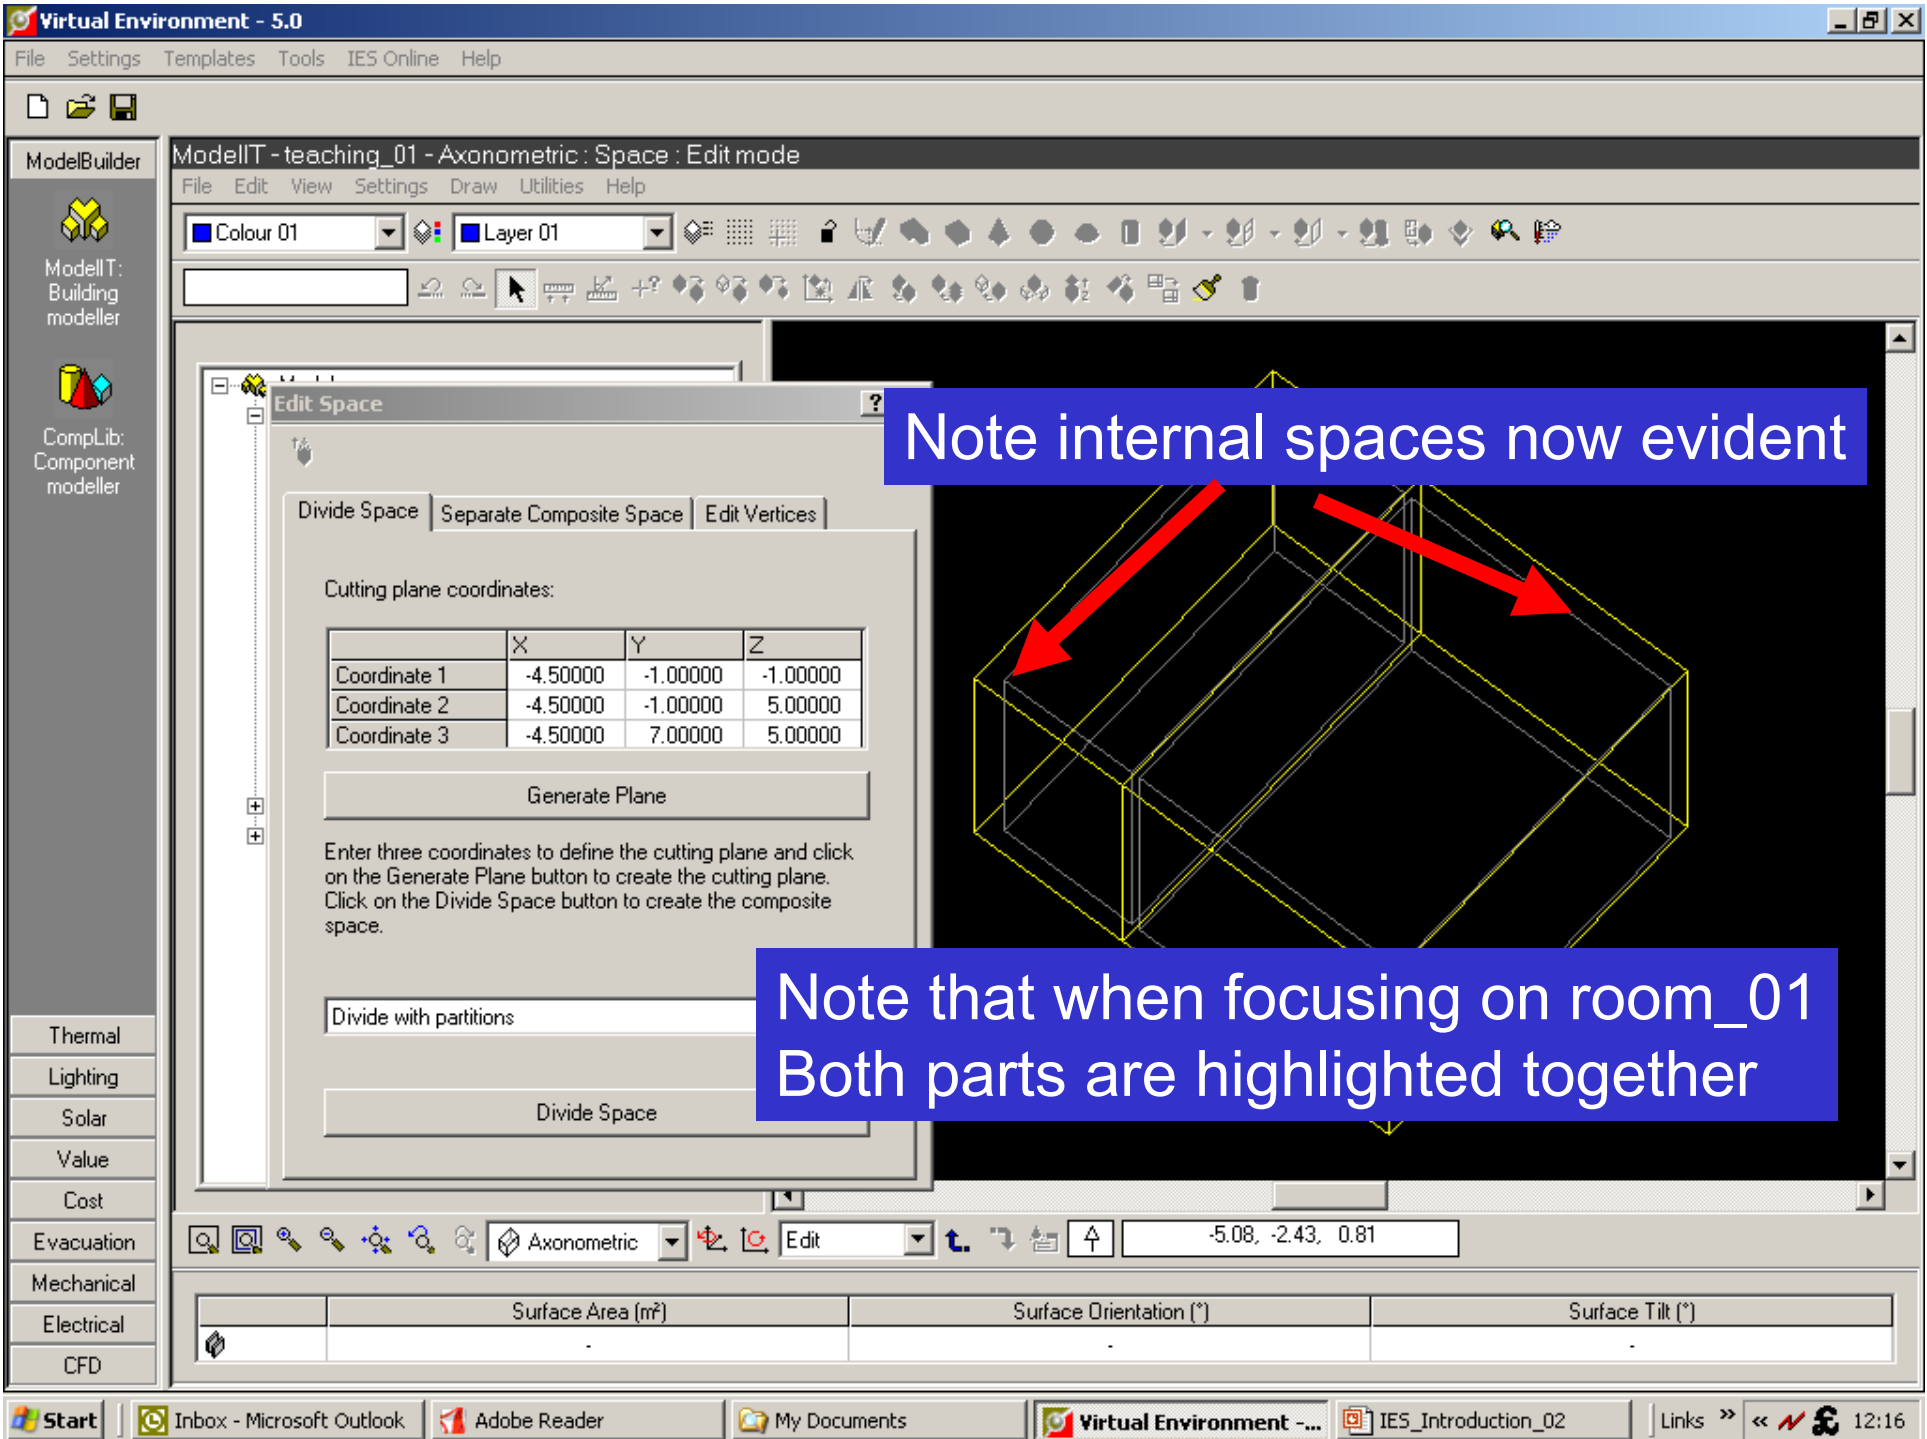 Virtual Environment - 5.0
File Settings Templates Tools IES Online Help
ModelBuilder
ModelIT - teaching_01 - Axonometric : Space : Edit mode
File Edit View Settings Draw Utilities Help
Colour 01
Layer 01
ModelIT:
Building
modeller
CompLib:
Component
modeller
Edit Space
?
Note internal spaces now evident
Divide Space Separate Composite Space Edit Vertices
Cutting plane coordinates:
X Y Z
Coordinate 1 -4.50000 -1.00000 -1.00000
Coordinate 2 -4.50000 -1.00000 5.00000
Coordinate 3 -4.50000 7.00000 5.00000
Generate Plane
Enter three coordinates to define the cutting plane and click
on the Generate Plane button to create the cutting plane.
Click on the Divide Space button to create the composite
space.
Divide with partitions
Note that when focusing on room_01
Both parts are highlighted together
Divide Space
Thermal
Lighting
Solar
Value
Cost
Evacuation
Mechanical
Electrical
CFD
Axonometric
Edit
-5.08, -2.43, 0.81
Surface Area (m²) Surface Orientation (°) Surface Tilt (°)
- - -
Start
Inbox - Microsoft Outlook
Adobe Reader
My Documents
Virtual Environment -...
IES_Introduction_02
Links »
«
12:16